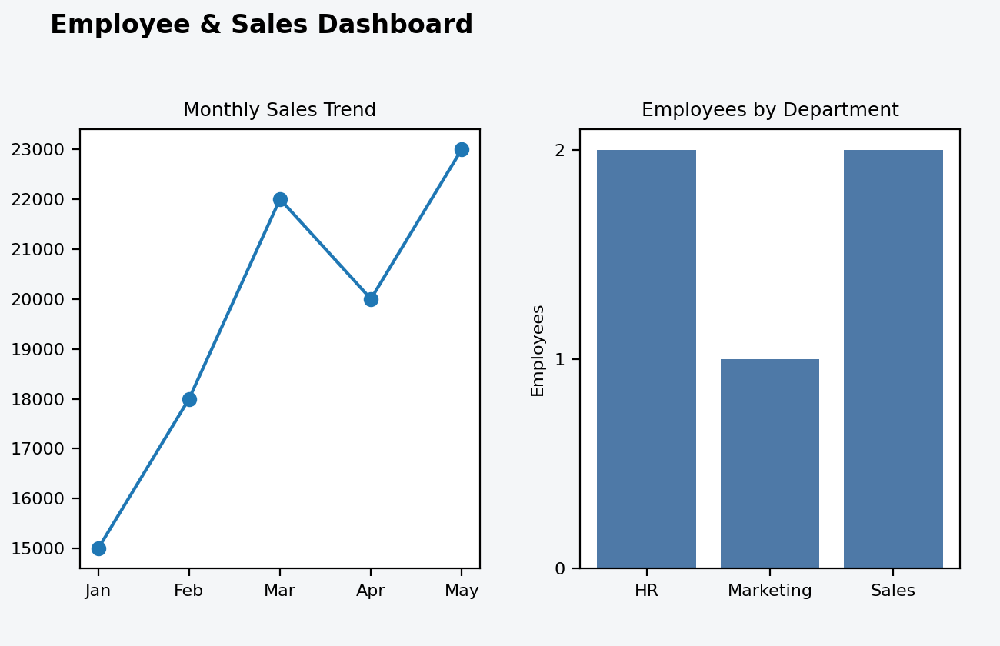 Employee & Sales Dashboard
Monthly Sales Trend
23000
22000
21000
20000
19000
18000
17000
16000
15000
Jan Feb Mar Apr May
Employees by Department
Employees
2
1
0
HR Marketing Sales